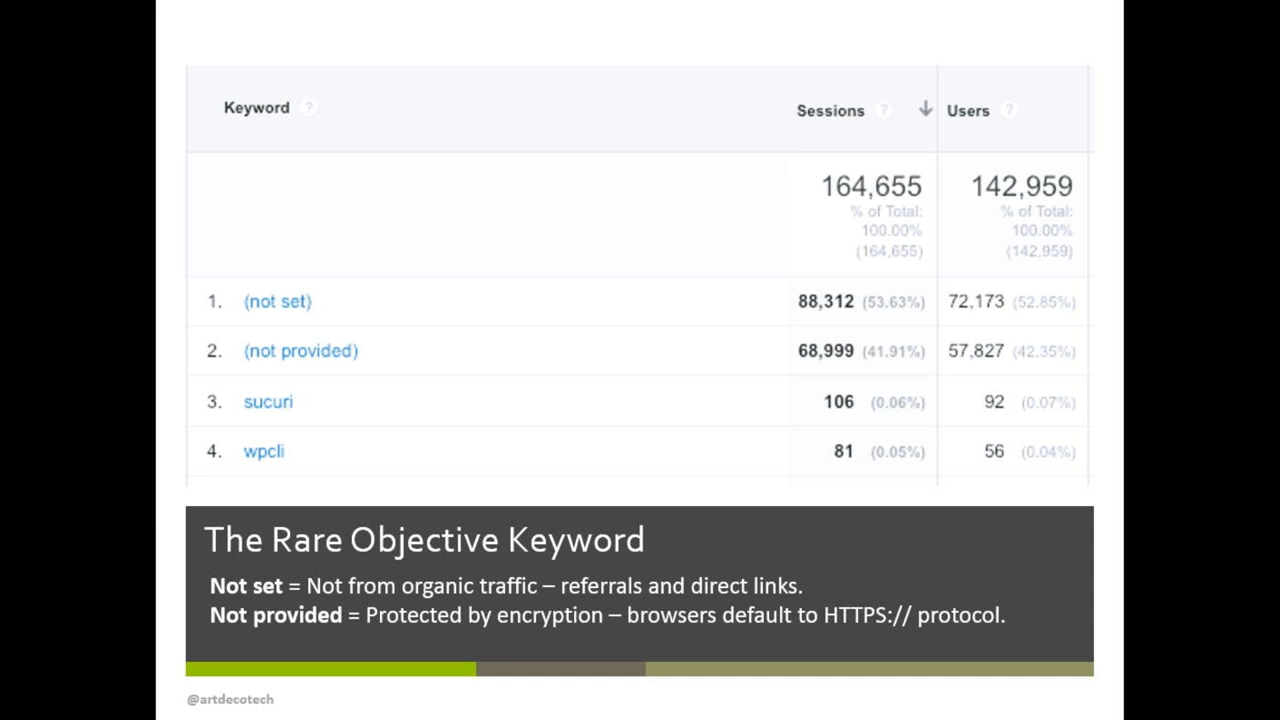 Keyword ? Sessions ? ↓ Users ?
164,655 142,959
% of Total: % of Total:
100.00% 100.00%
(164,655) (142,959)
1. (not set) 88,312 (53.63%) 72,173 (52.85%)
2. (not provided) 68,999 (41.91%) 57,827 (42.35%)
3. sucuri 106 (0.06%) 92 (0.07%)
4. wpcli 81 (0.05%) 56 (0.04%)
The Rare Objective Keyword
Not set = Not from organic traffic – referrals and direct links.
Not provided = Protected by encryption – browsers default to HTTPS:// protocol.
@artdecotech